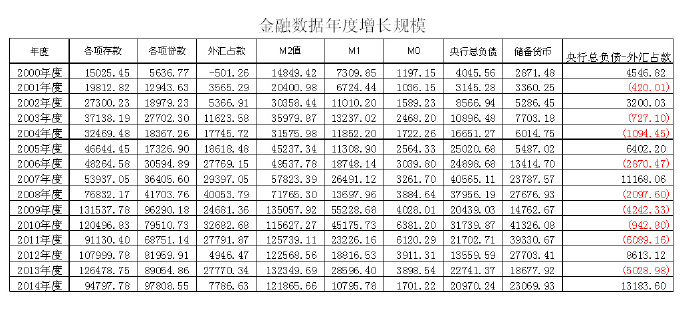 金融数据年度增长规模
年度 各项存款 各项贷款 外汇占款 M2值 M1 M0 央行总负债 储备货币 央行总负债-外汇占款
2000年度 15025.45 5636.77 -501.26 14849.42 7309.85 1197.15 4045.56 2871.48 4546.82
2001年度 19812.82 12943.63 3565.29 20400.98 6724.44 1036.15 3145.28 3360.25 (420.01)
2002年度 27300.23 18979.23 5366.91 30358.44 11010.20 1589.23 8566.94 5286.45 3200.03
2003年度 37138.19 27702.30 11623.58 35979.87 13237.02 2468.20 10896.49 7703.18 (727.10)
2004年度 32469.48 18367.26 17745.72 31575.98 11852.20 1722.26 16651.27 6014.75 (1094.45)
2005年度 46644.45 17326.90 18618.48 45237.34 11308.90 2564.33 25020.68 5487.02 6402.20
2006年度 48264.58 30594.89 27769.15 49537.78 18748.14 3039.80 24898.68 13414.70 (2870.47)
2007年度 53937.05 36405.60 29397.05 57823.39 26491.12 3261.70 40565.11 23787.57 11168.06
2008年度 76832.17 41703.76 40053.79 71765.30 13697.96 3884.64 37956.19 27676.93 (2097.60)
2009年度 131537.78 96290.18 24681.36 135057.92 55228.68 4028.01 20439.03 14762.67 (4242.33)
2010年度 120496.83 79510.73 32682.68 115627.27 45175.73 6381.20 31739.87 41326.08 (942.80)
2011年度 91130.40 68751.14 27791.87 125739.11 23226.16 6120.29 21702.71 39330.67 (6089.16)
2012年度 107999.78 81959.91 4946.47 122568.56 18816.53 3911.31 13559.59 27703.41 8613.12
2013年度 126478.75 89054.86 27770.34 132349.69 28596.40 3898.54 22741.37 18677.92 (5028.98)
2014年度 94797.78 97808.55 7786.63 121865.66 10795.78 1701.22 20970.24 23069.93 13183.60